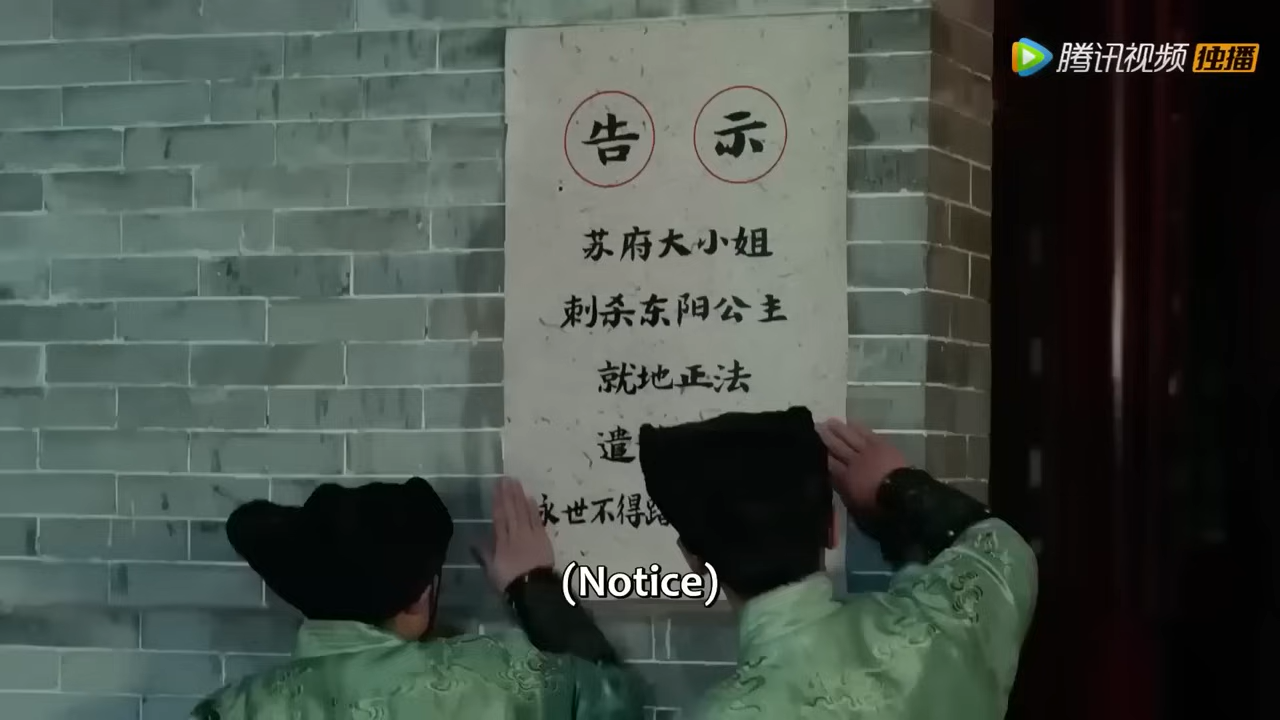 腾讯视频 独播
告示
苏府大小姐
刺杀东阳公主
就地正法
遣
永世不得踏
(Notice)